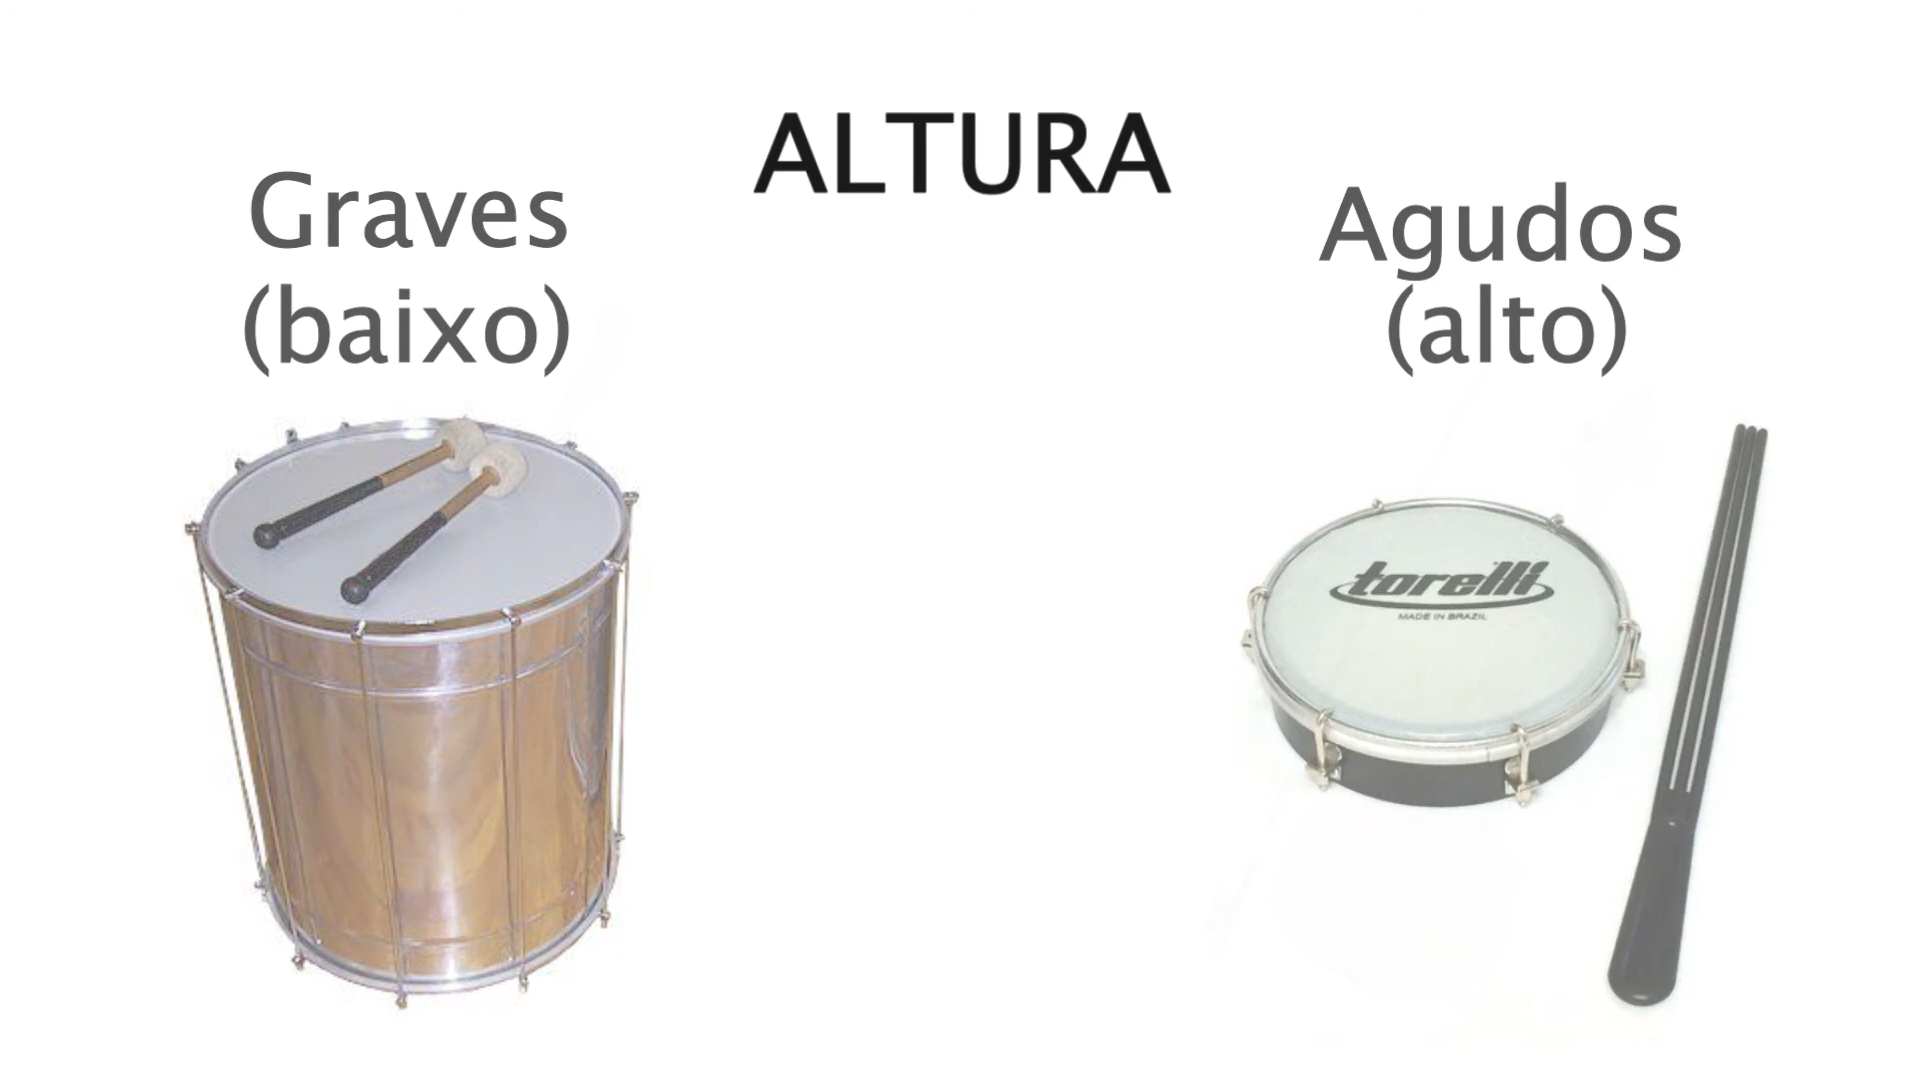 ALTURA
Graves
(baixo)
Agudos
(alto)
torelli
MADE IN BRAZIL